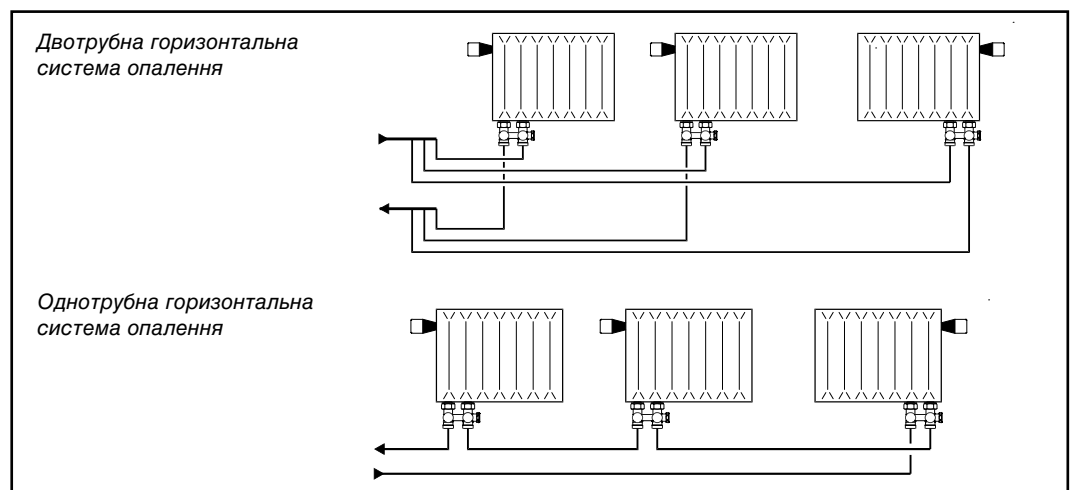 Двотрубна горизонтальна
система опалення
Однотрубна горизонтальна
система опалення